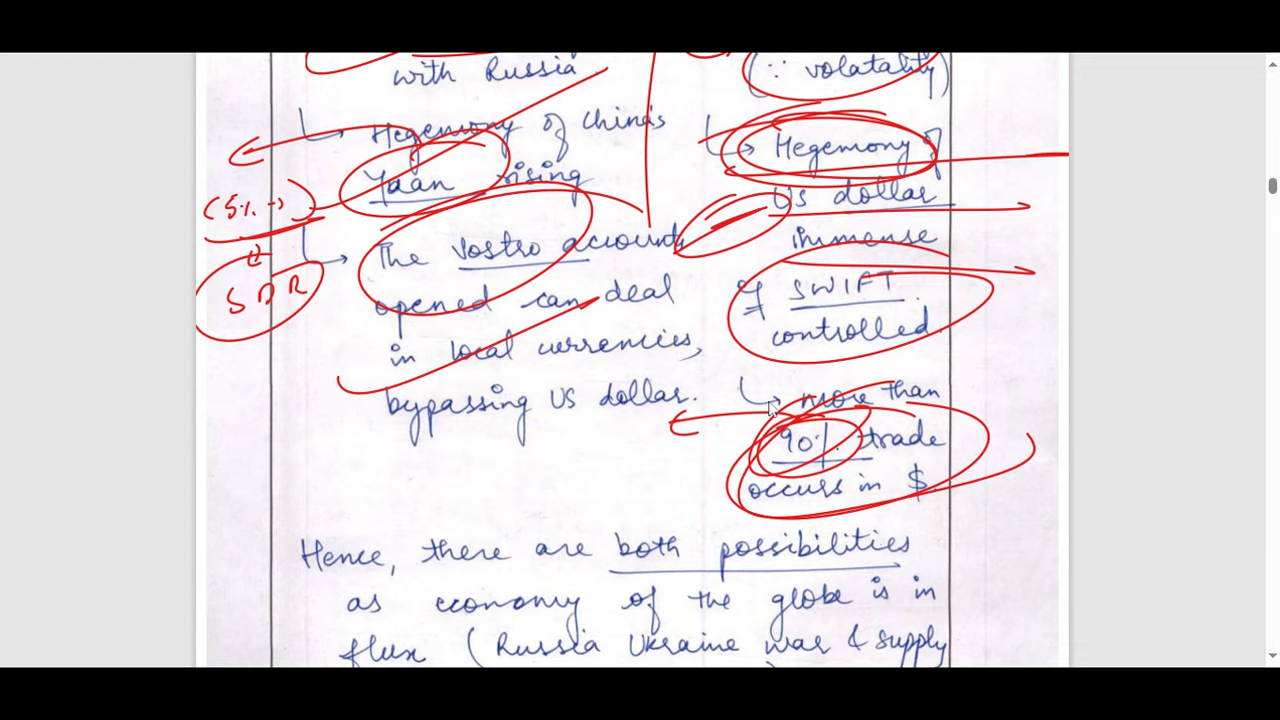 with Russia
↳ Hegemony of China's
Yuan rising
(5% →)
SDR
↳ The Vostro accounts
opened can deal
in local currencies,
bypassing US dollar.
(∵ volatality)
↳ Hegemony of
US dollar
immense
SWIFT
controlled
↳ more than
90% trade
occurs in $
Hence, there are both possibilities
as economy of the globe is in
flux (Russia Ukraine war & supply